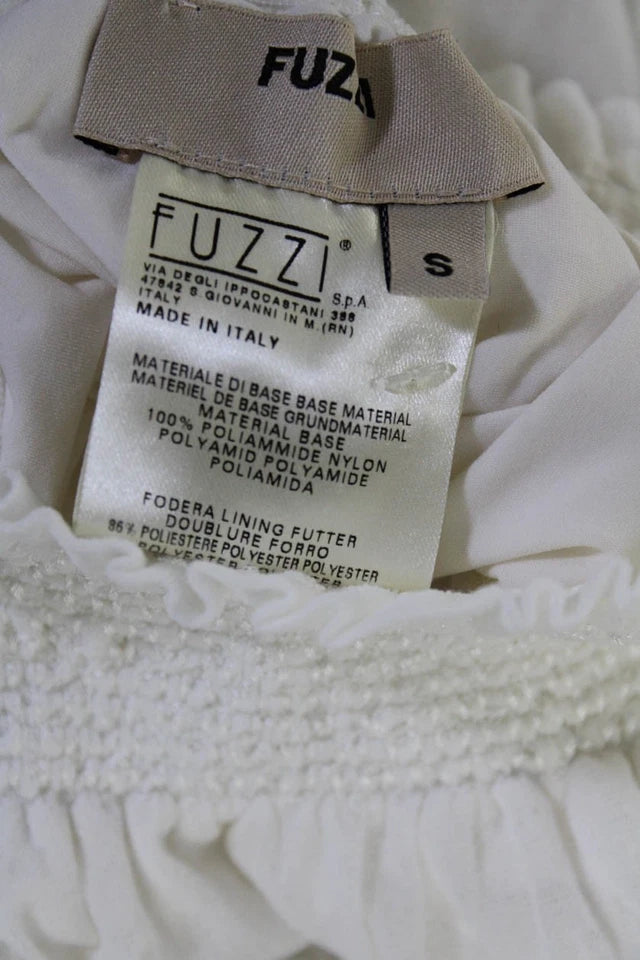 FUZZI
FUZZI® S.p.A
VIA DEGLI IPPOCASTANI 388
47842 S.GIOVANNI IN M.(RN)
ITALY
MADE IN ITALY
S
MATERIALE DI BASE BASE MATERIAL
MATERIEL DE BASE GRUNDMATERIAL
MATERIAL BASE
100% POLIAMMIDE NYLON
POLYAMID POLYAMIDE
POLIAMIDA
FODERA LINING FUTTER
DOUBLURE FORRO
86% POLIESTERE POLYESTER POLYESTER